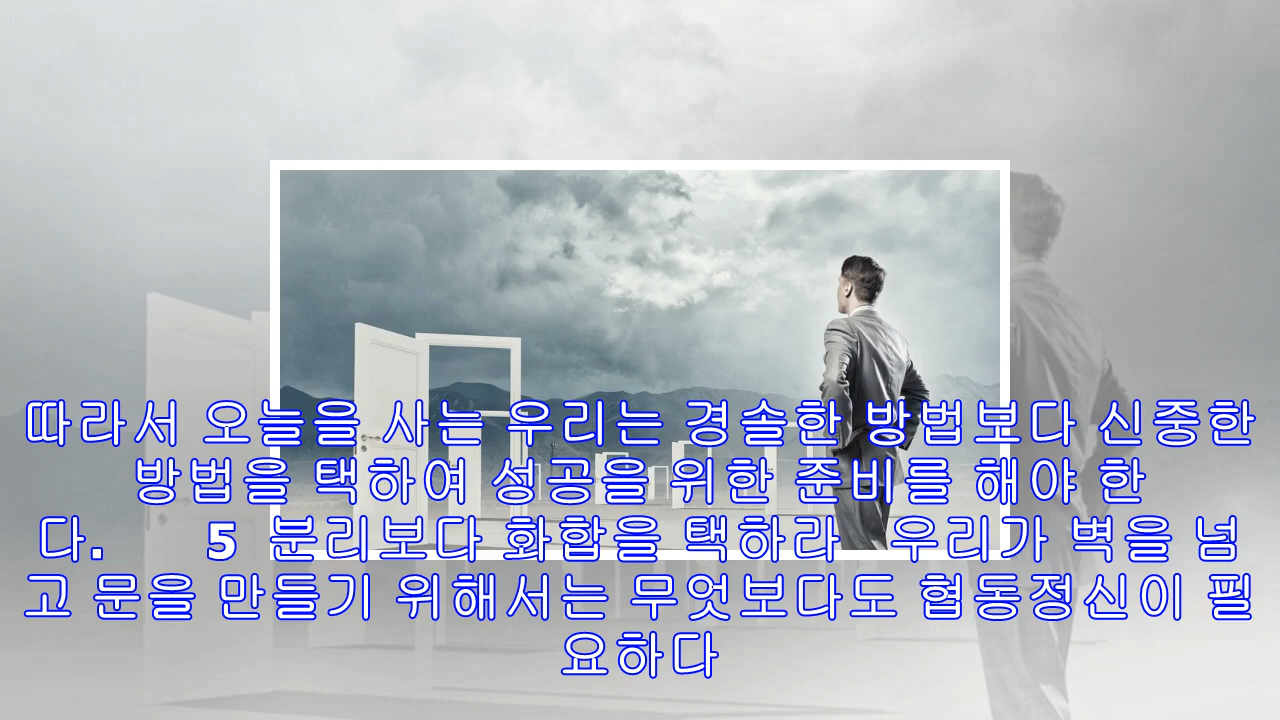 따라서 오늘을 사는 우리는 경솔한 방법보다 신중한
방법을 택하여 성공을 위한 준비를 해야 한
다. 5 분리보다 화합을 택하라 우리가 벽을 넘
고 문을 만들기 위해서는 무엇보다도 협동정신이 필
요하다